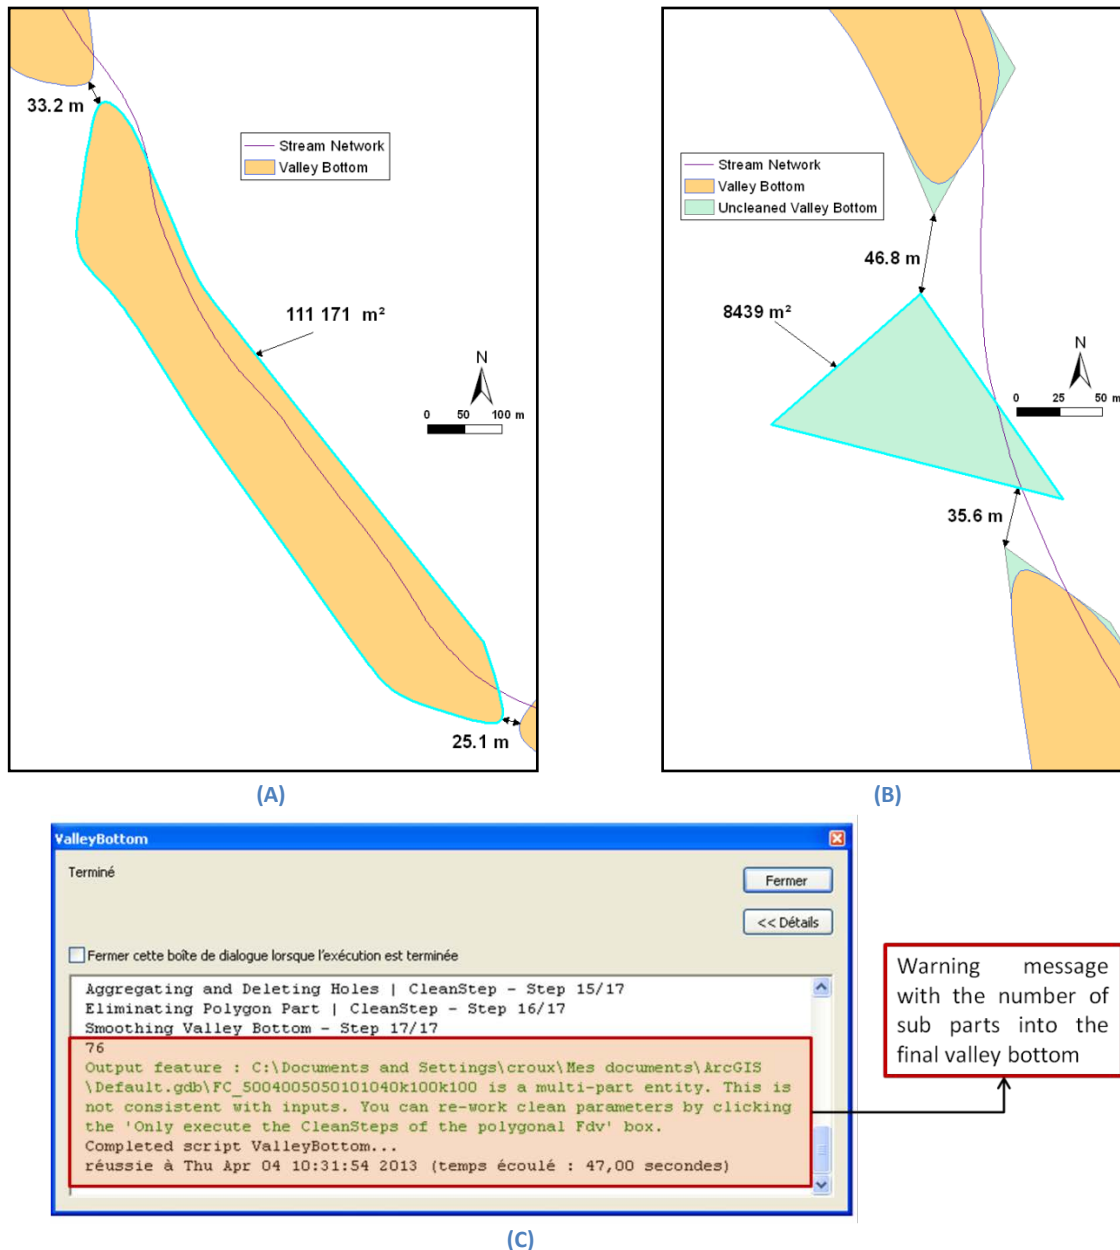 33.2 m
Stream Network
Valley Bottom
111 171 m²
N
0 50 100 m
25.1 m
(A)
Stream Network
Valley Bottom
Uncleaned Valley Bottom
46.8 m
8439 m²
N
0 25 50 m
35.6 m
(B)
ValleyBottom
Terminé
Fermer
<< Détails
Fermer cette boîte de dialogue lorsque l'exécution est terminée
Aggregating and Deleting Holes | CleanStep - Step 15/17
Eliminating Polygon Part | CleanStep - Step 16/17
Smoothing Valley Bottom - Step 17/17
76
Output feature : C:\Documents and Settings\croux\Mes documents\ArcGIS
\Default.gdb\FC_5004005050101040k100k100 is a multi-part entity. This is
not consistent with inputs. You can re-work clean parameters by clicking
the 'Only execute the CleanSteps of the polygonal Fdv' box.
Completed script ValleyBottom...
réussie à Thu Apr 04 10:31:54 2013 (temps écoulé : 47,00 secondes)
Warning message
with the number of
sub parts into the
final valley bottom
(C)